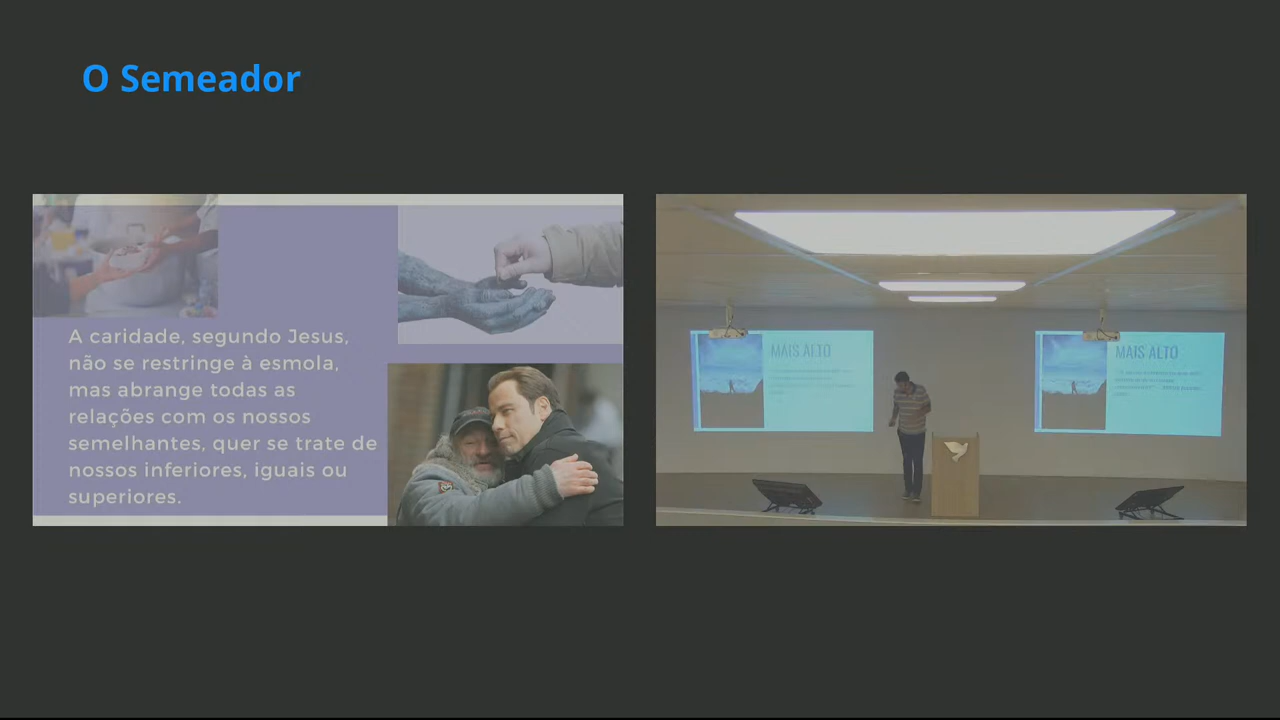 O Semeador
A caridade, segundo Jesus,
não se restringe à esmola,
mas abrange todas as
relações com os nossos
semelhantes, quer se trate de
nossos inferiores, iguais ou
superiores.
MAIS ALTO
MAIS ALTO